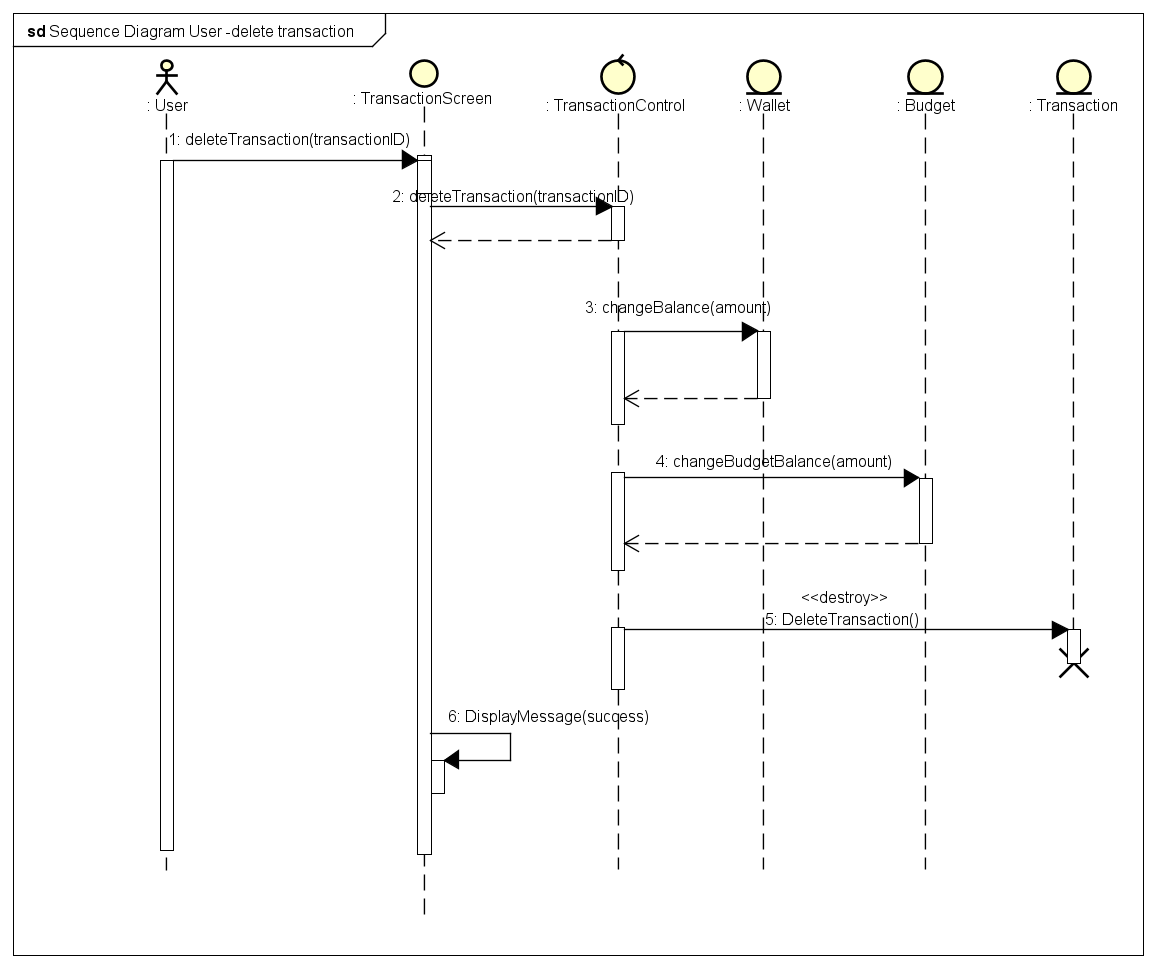 sd Sequence Diagram User -delete transaction
: User
: TransactionScreen
: TransactionControl
: Wallet
: Budget
: Transaction
1: deleteTransaction(transactionID)
2: deleteTransaction(transactionID)
3: changeBalance(amount)
4: changeBudgetBalance(amount)
<<destroy>>
5: DeleteTransaction()
6: DisplayMessage(success)